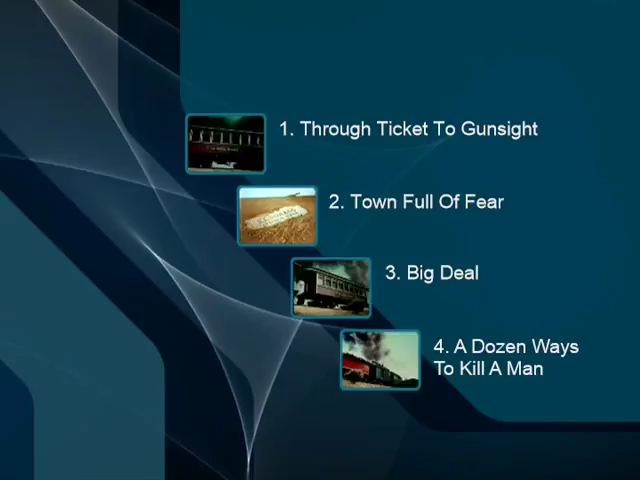 1. Through Ticket To Gunsight
2. Town Full Of Fear
3. Big Deal
4. A Dozen Ways
To Kill A Man